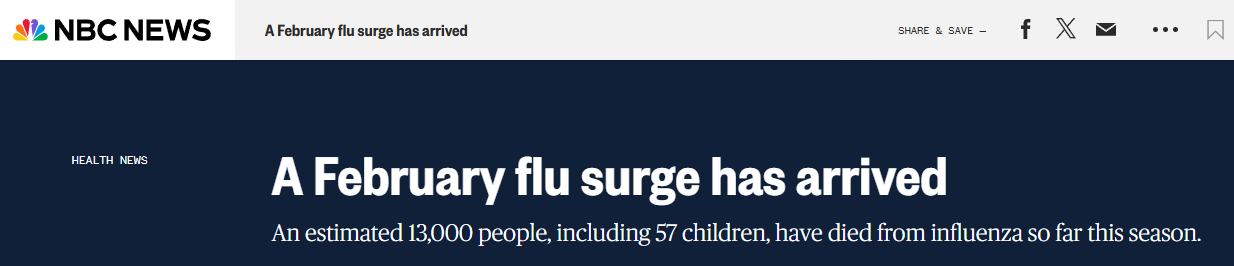 NBC NEWS
A February flu surge has arrived
SHARE & SAVE —
HEALTH NEWS
A February flu surge has arrived
An estimated 13,000 people, including 57 children, have died from influenza so far this season.